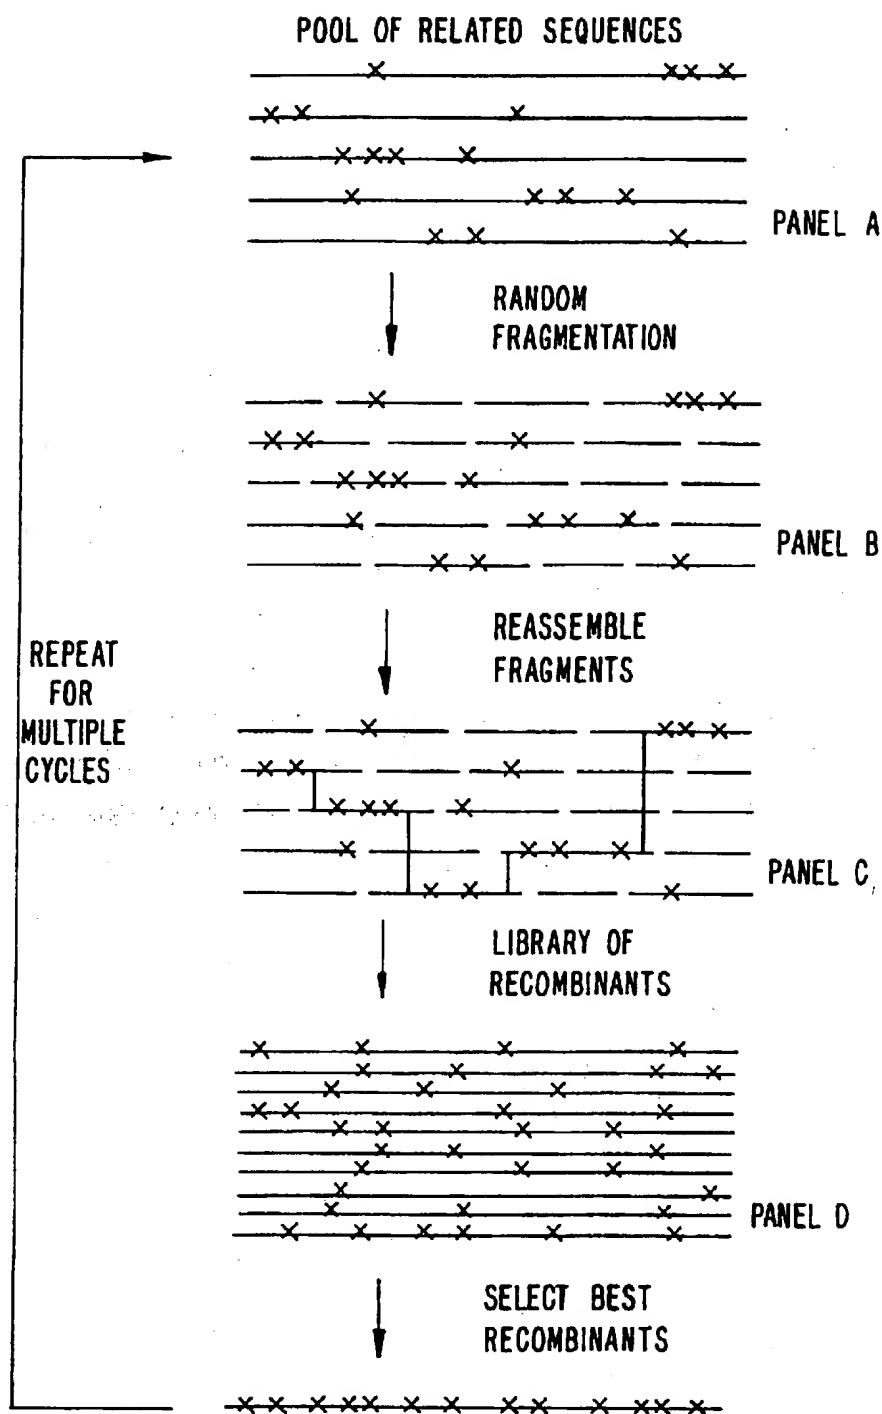 POOL OF RELATED SEQUENCES
PANEL A
RANDOM
FRAGMENTATION
PANEL B
REASSEMBLE
FRAGMENTS
REPEAT
FOR
MULTIPLE
CYCLES
PANEL C
LIBRARY OF
RECOMBINANTS
PANEL D
SELECT BEST
RECOMBINANTS